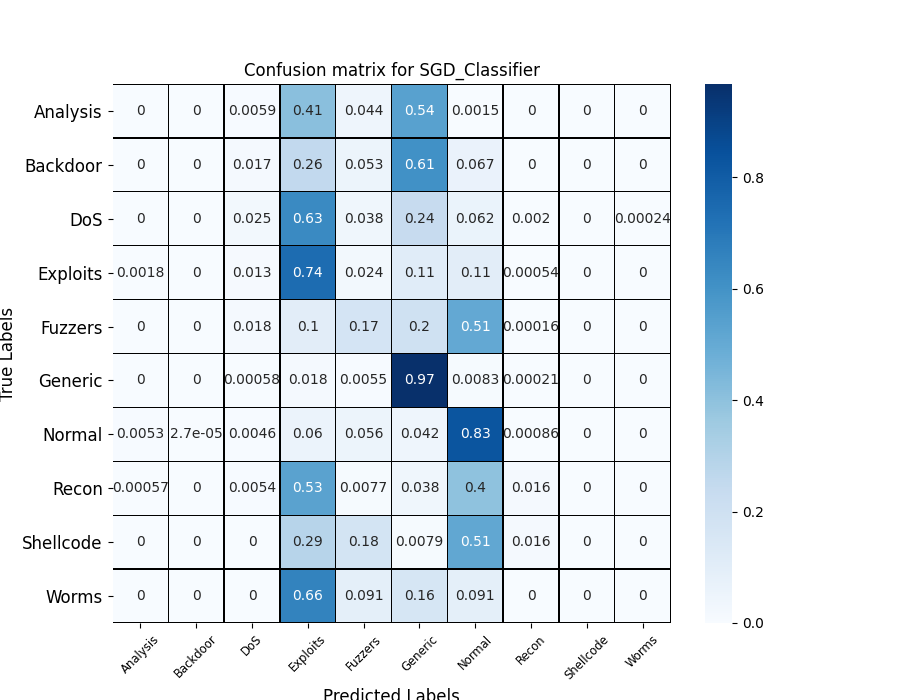 Confusion matrix for SGD_Classifier
Analysis 0 0 0.0059 0.41 0.044 0.54 0.0015 0 0 0
Backdoor 0 0 0.017 0.26 0.053 0.61 0.067 0 0 0
DoS 0 0 0.025 0.63 0.038 0.24 0.062 0.002 0 0.00024
Exploits 0.0018 0 0.013 0.74 0.024 0.11 0.11 0.00054 0 0
Fuzzers 0 0 0.018 0.1 0.17 0.2 0.51 0.00016 0 0
Generic 0 0 0.00058 0.018 0.0055 0.97 0.0083 0.00021 0 0
Normal 0.0053 2.7e-05 0.0046 0.06 0.056 0.042 0.83 0.00086 0 0
Recon 0.00057 0 0.0054 0.53 0.0077 0.038 0.4 0.016 0 0
Shellcode 0 0 0 0.29 0.18 0.0079 0.51 0.016 0 0
Worms 0 0 0 0.66 0.091 0.16 0.091 0 0 0
True Labels
Analysis Backdoor DoS Exploits Fuzzers Generic Normal Recon Shellcode Worms
Predicted Labels
0.8
0.6
0.4
0.2
0.0